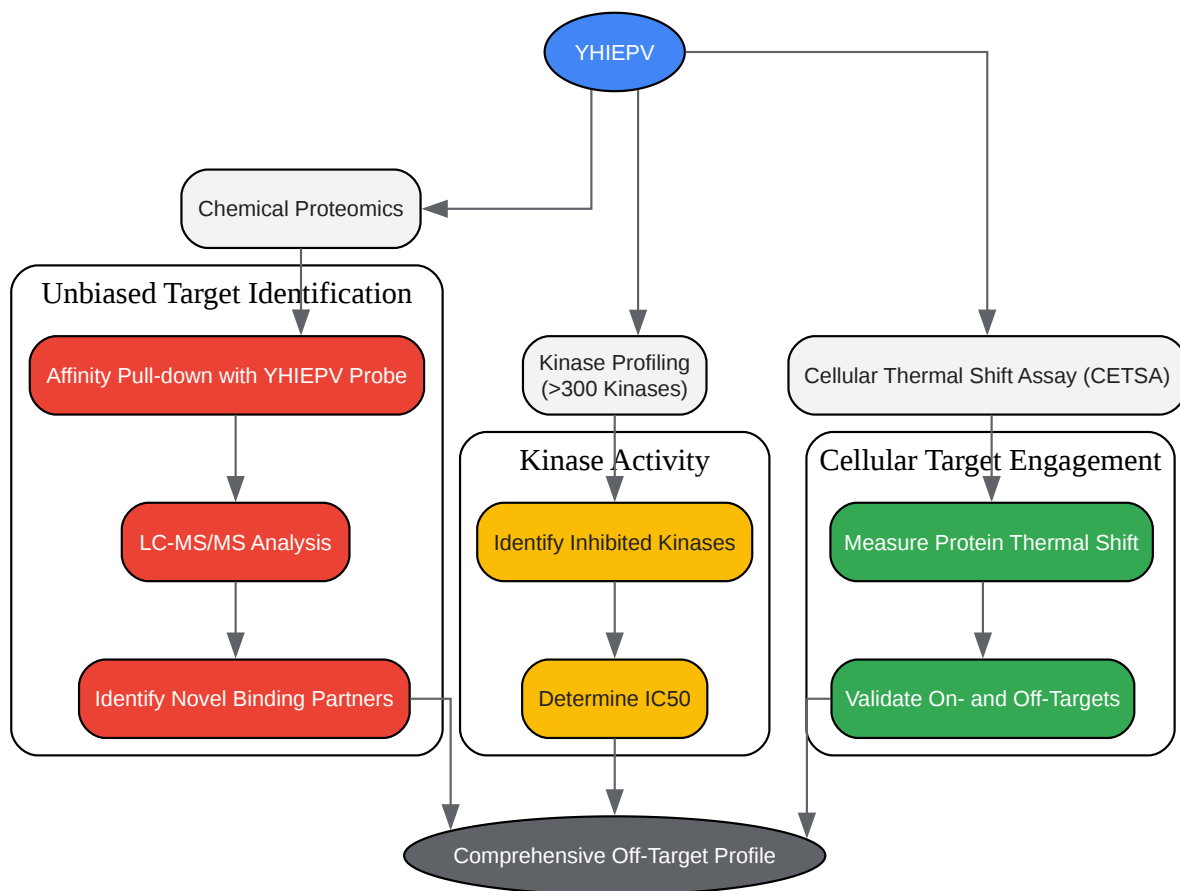 YHIEPV
Chemical Proteomics
Unbiased Target Identification
Affinity Pull-down with YHIEPV Probe
LC-MS/MS Analysis
Identify Novel Binding Partners
Kinase Profiling
(>300 Kinases)
Kinase Activity
Identify Inhibited Kinases
Determine IC50
Cellular Thermal Shift Assay (CETSA)
Cellular Target Engagement
Measure Protein Thermal Shift
Validate On- and Off-Targets
Comprehensive Off-Target Profile